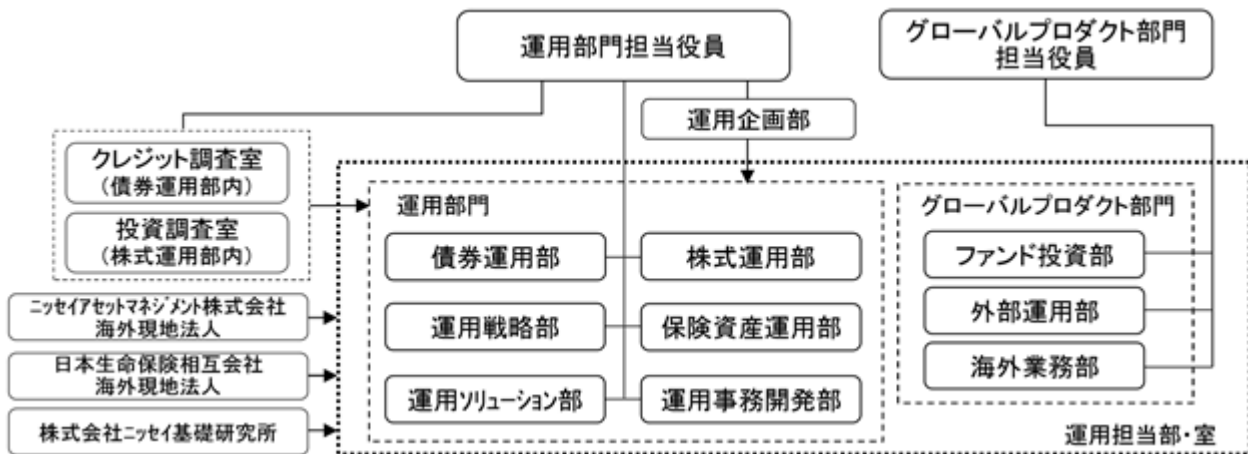 運用部門担当役員
グローバルプロダクト部門
担当役員
運用企画部
クレジット調査室
（債券運用部内）
投資調査室
（株式運用部内）
運用部門
債券運用部
株式運用部
運用戦略部
保険資産運用部
運用ソリューション部
運用事務開発部
グローバルプロダクト部門
ファンド投資部
外部運用部
海外業務部
ニッセイアセットマネジメント株式会社
海外現地法人
日本生命保険相互会社
海外現地法人
株式会社ニッセイ基礎研究所
運用担当部・室